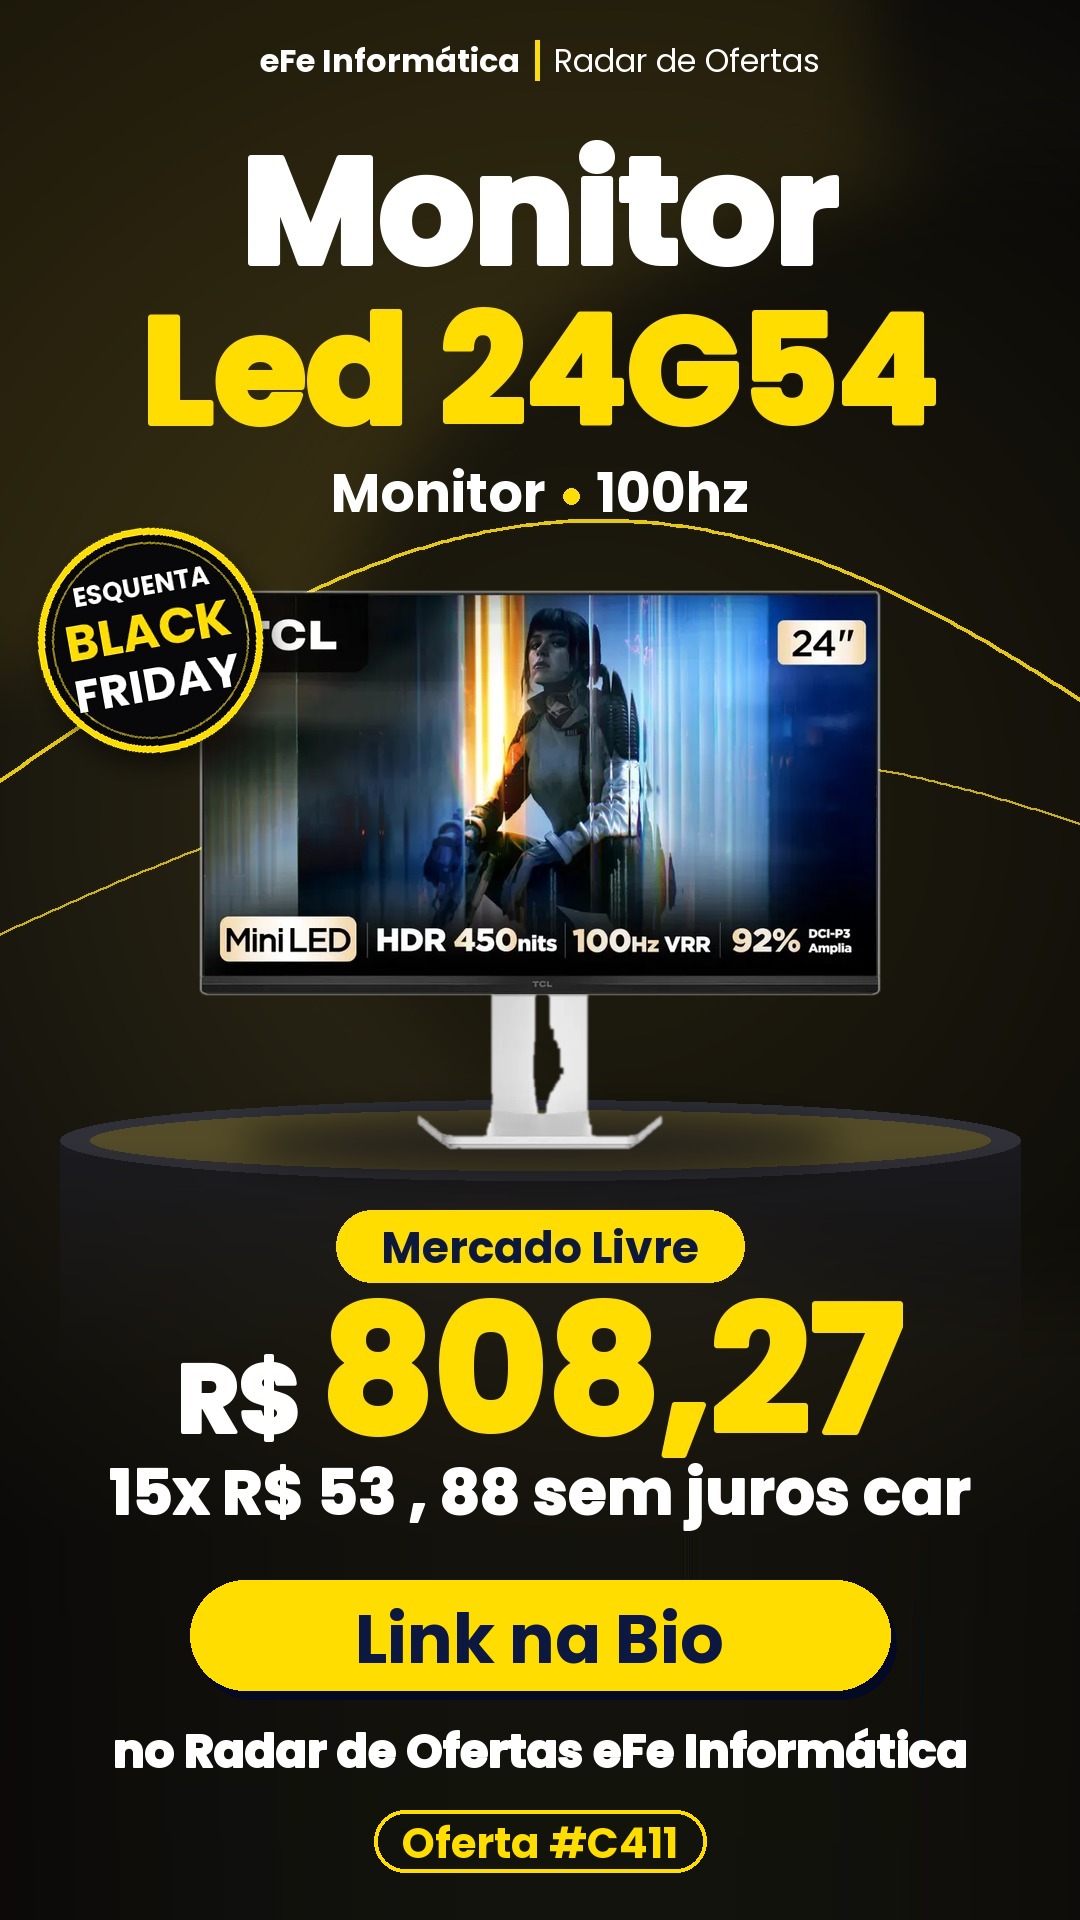 eFe Informática | Radar de Ofertas
Monitor
Led 24G54
Monitor • 100hz
ESQUENTA
BLACK
FRIDAY
TCL
24"
Mini LED | HDR 450nits | 100Hz VRR | 92% DCI-P3 Amplia
TCL
Mercado Livre
R$ 808,27
15x R$ 53 , 88 sem juros car
Link na Bio
no Radar de Ofertas eFe Informática
Oferta #C411